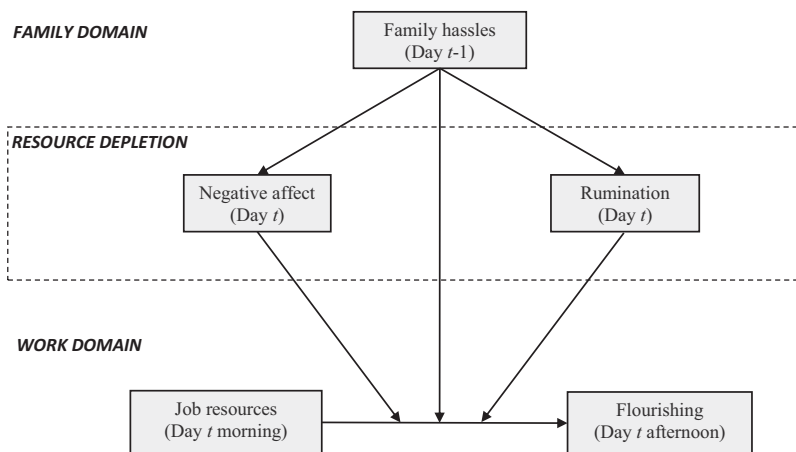 FAMILY DOMAIN
Family hassles
(Day t-1)
RESOURCE DEPLETION
Negative affect
(Day t)
Rumination
(Day t)
WORK DOMAIN
Job resources
(Day t morning)
Flourishing
(Day t afternoon)